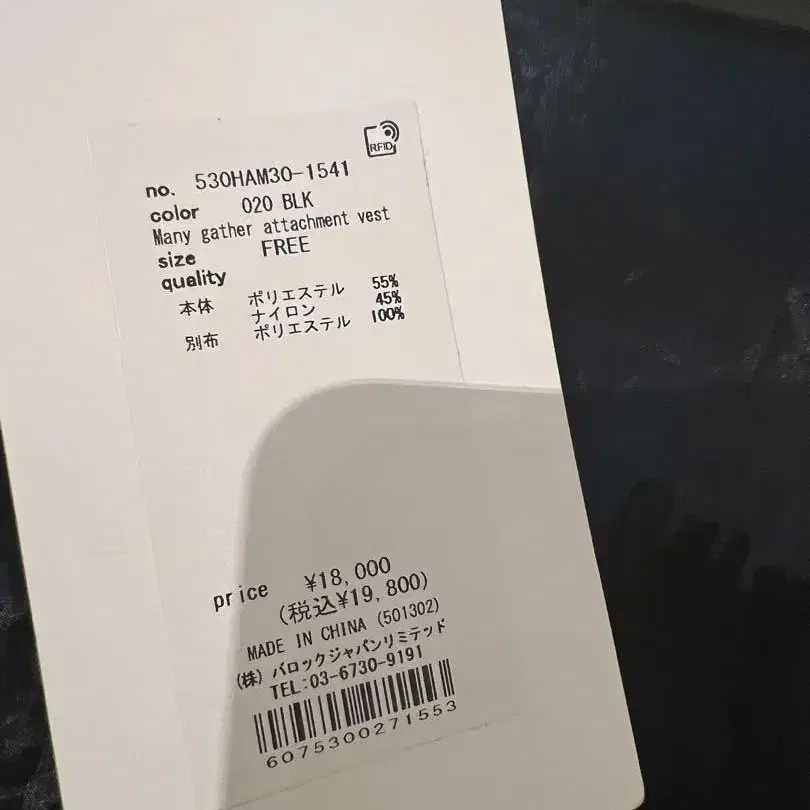 RFID
no. 530HAM30-1541
color 020 BLK
Many gather attachment vest
size FREE
quality
本体 ポリエステル 55%
ナイロン 45%
別布 ポリエステル 100%
price ¥18,000
(税込¥19,800)
MADE IN CHINA (501302)
(株) バロックジャパンリミテッド
TEL:03-6730-9191
6075300271553